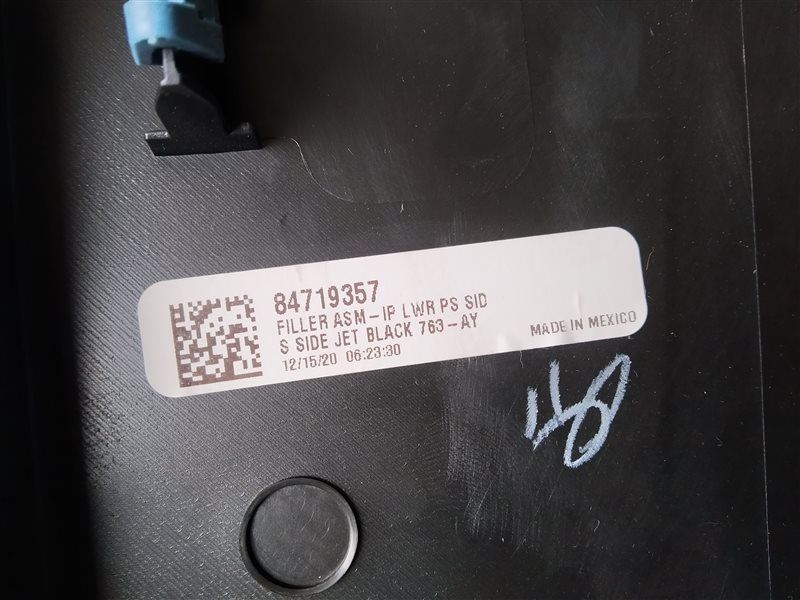 84719357
FILLER ASM-IP LWR PS SID
S SIDE JET BLACK 763-AY
12/15/20 06:23:30
MADE IN MEXICO